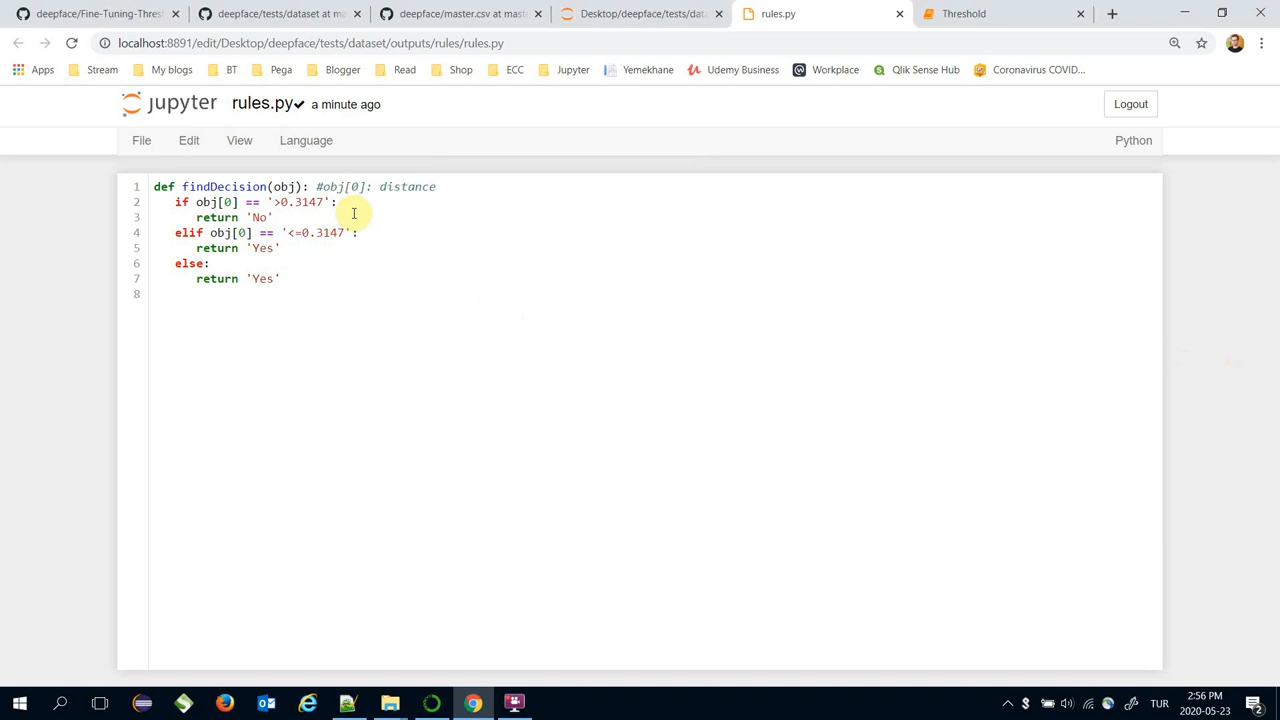 deepface/Fine-Tuning-Thres
deepface/tests/dataset at ma
deepface/master.csv at maste
Desktop/deepface/tests/data
rules.py
Threshold
localhost:8891/edit/Desktop/deepface/tests/dataset/outputs/rules/rules.py
Apps
Stream
My blogs
BT
Pega
Blogger
Read
Shop
ECC
Jupyter
Yemekhane
Udemy Business
Workplace
Qlik Sense Hub
Coronavirus COVID...
jupyter rules.py✔ a minute ago
Logout
File Edit View Language
Python
1 def findDecision(obj): #obj[0]: distance
2 if obj[0] == '>0.3147':
3 return 'No'
4 elif obj[0] == '<=0.3147':
5 return 'Yes'
6 else:
7 return 'Yes'
8
TUR
2:56 PM
2020-05-23
2